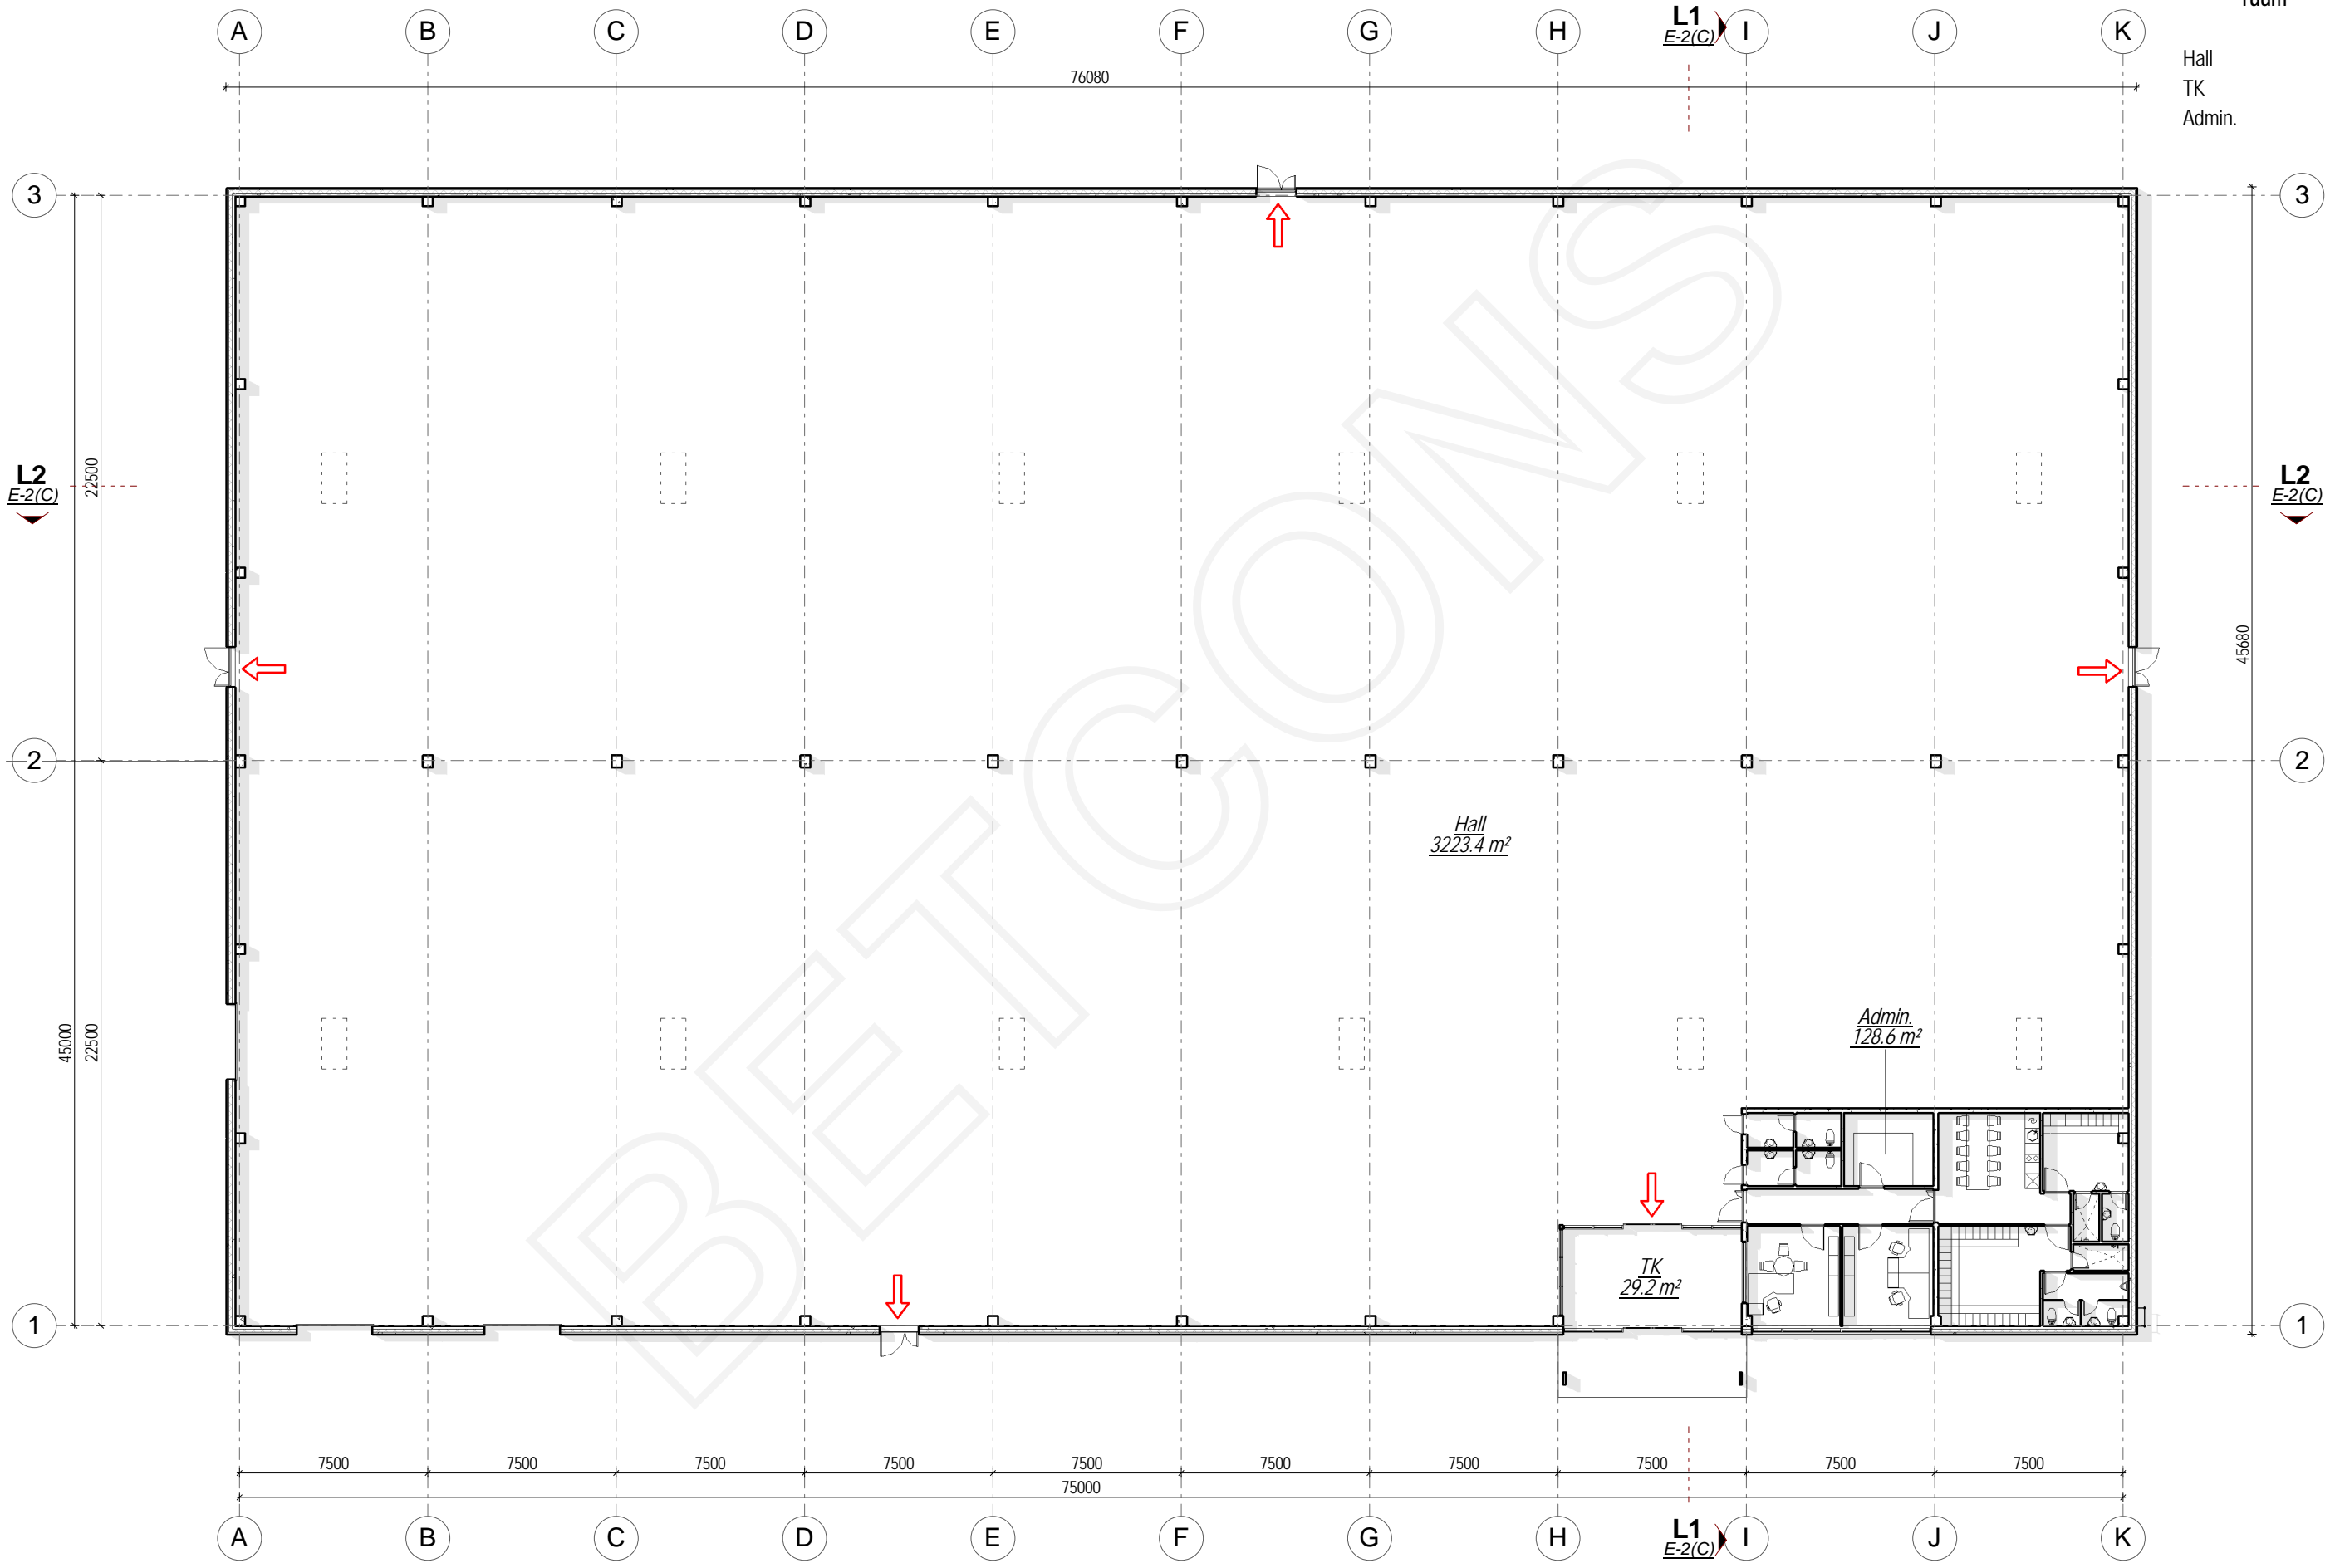 ruum
A B C D E F G H L1 I J K
E-2(C)
Hall
TK
Admin.
76080
3 3
22500
L2 L2
E-2(C) E-2(C)
45680
2 2
Hall
3223.4 m²
BETCONS
Admin.
128.6 m²
45000
22500
TK
29.2 m²
1 1
7500 7500 7500 7500 7500 7500 7500 7500 7500 7500
75000
A B C D E F G H L1 I J K
E-2(C)